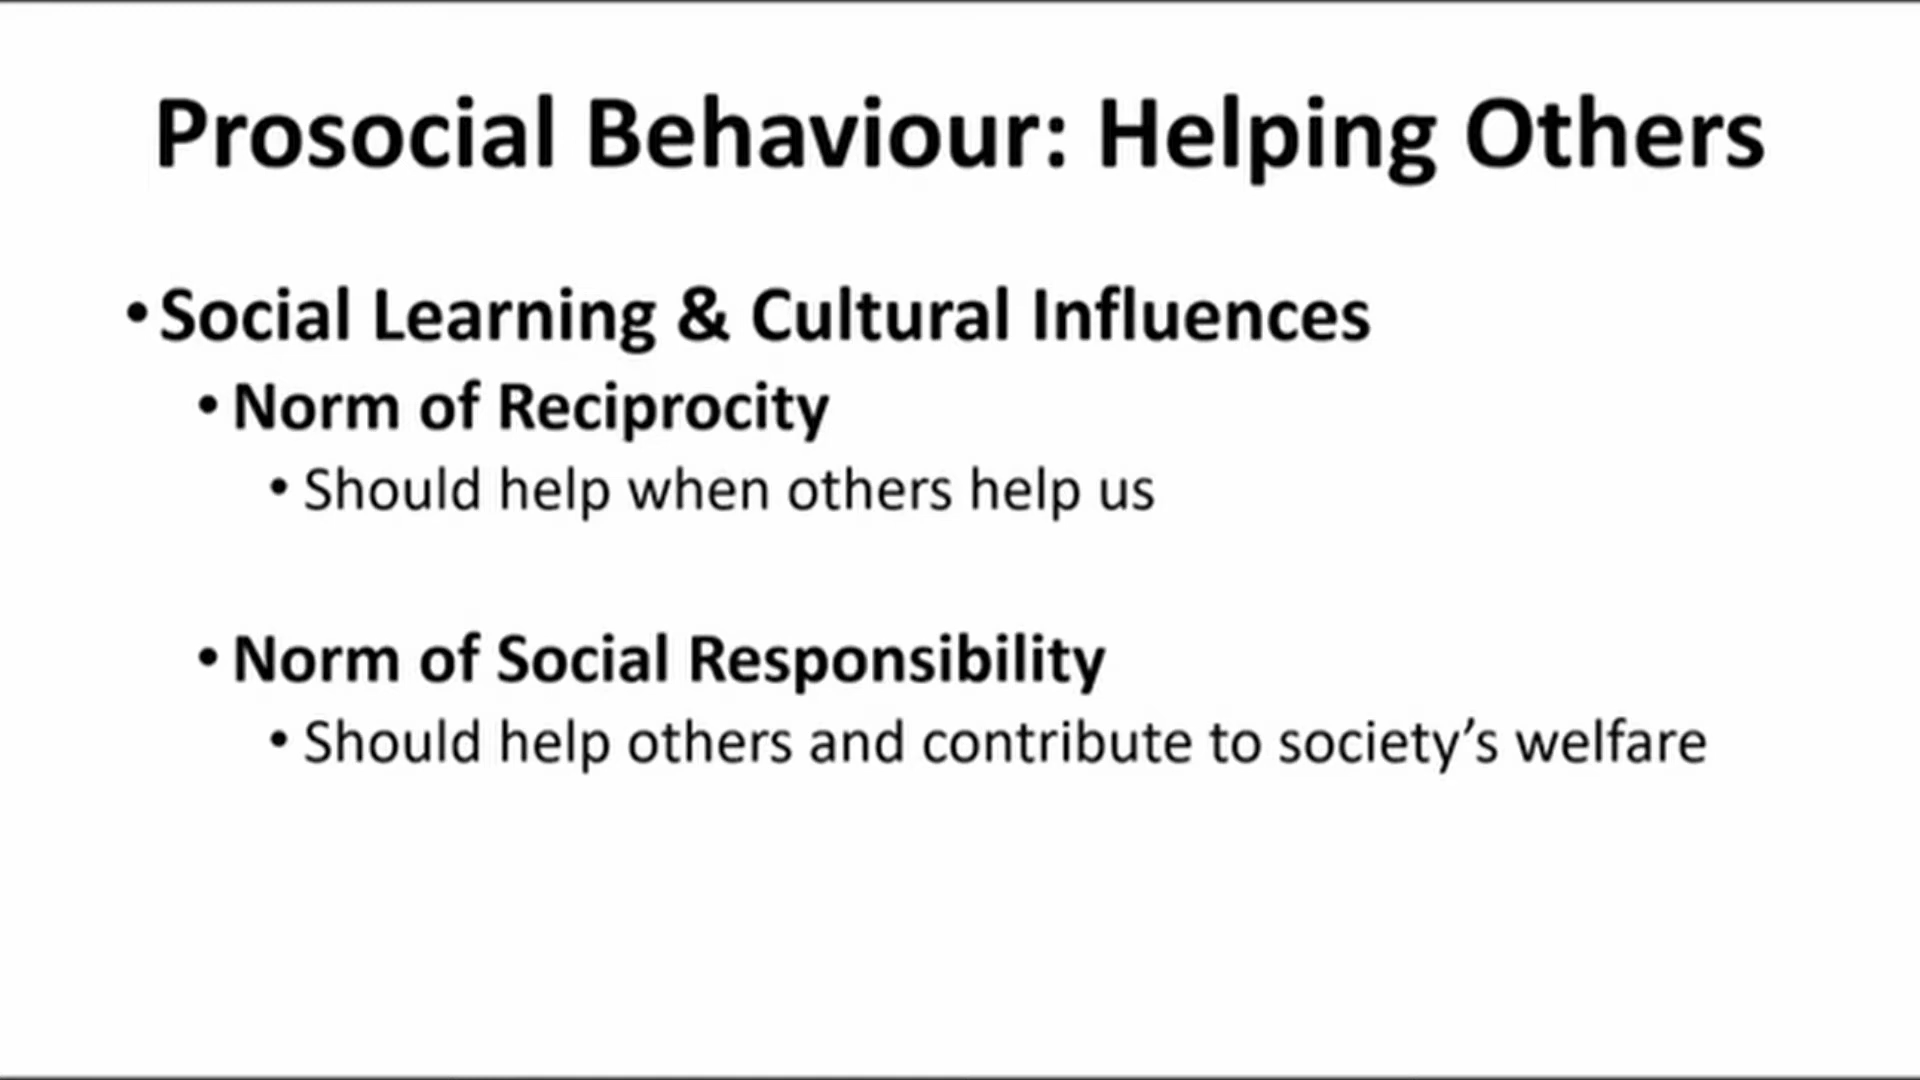 Prosocial Behaviour: Helping Others
• Social Learning & Cultural Influences
• Norm of Reciprocity
• Should help when others help us
• Norm of Social Responsibility
• Should help others and contribute to society’s welfare